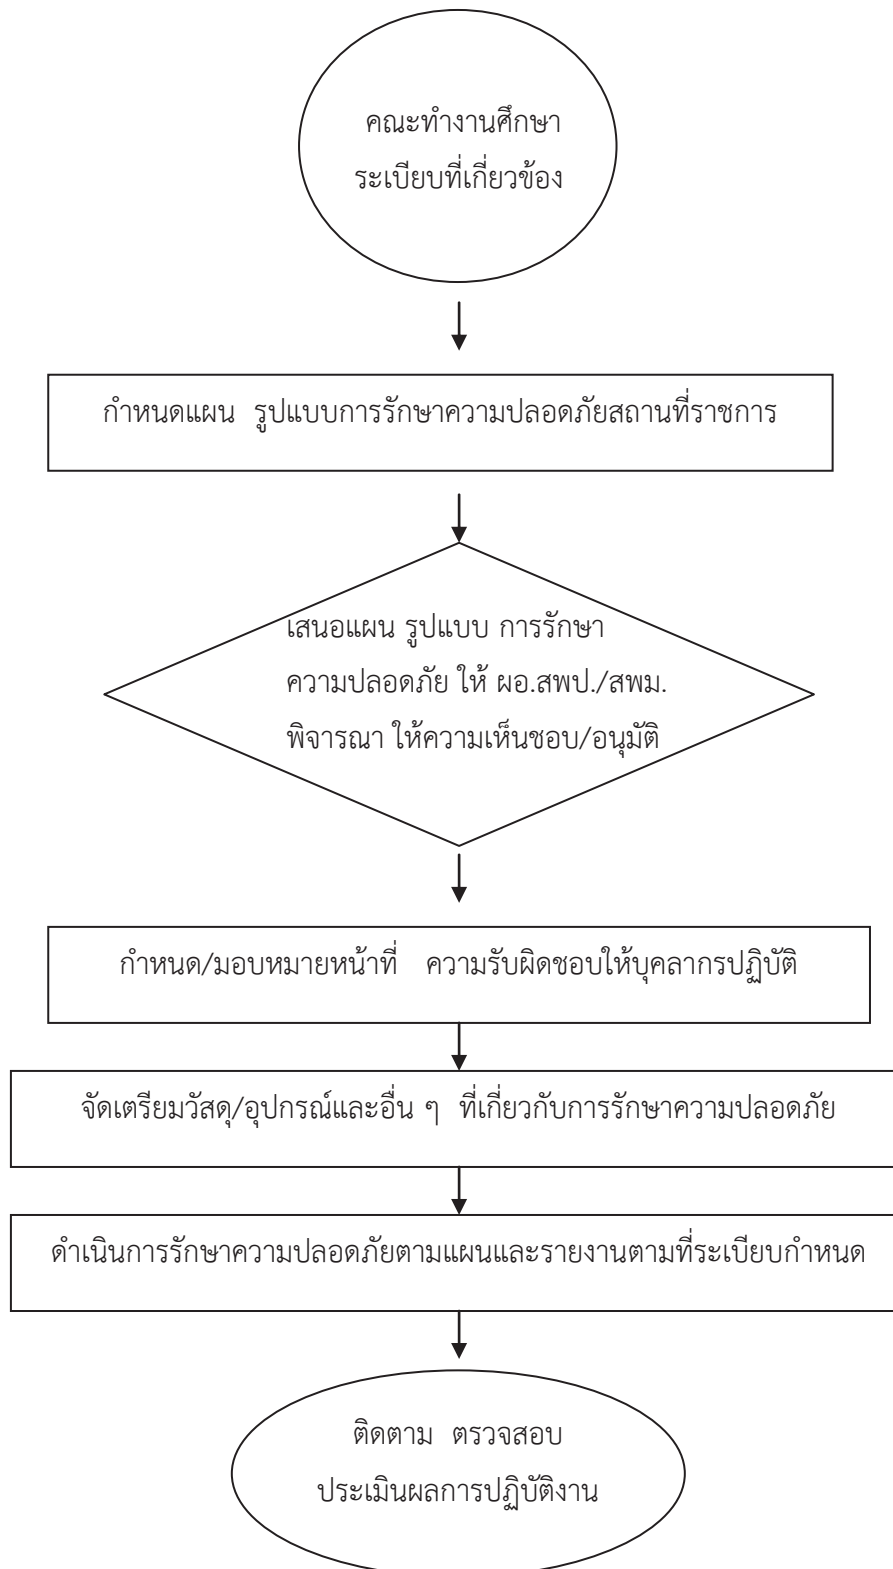 คณะทำงานศึกษา
ระเบียบที่เกี่ยวข้อง
กำหนดแผน รูปแบบการรักษาความปลอดภัยสถานที่ราชการ
เสนอแผน รูปแบบ การรักษา
ความปลอดภัย ให้ ผอ.สพป./สพม.
พิจารณา ให้ความเห็นชอบ/อนุมัติ
กำหนด/มอบหมายหน้าที่ ความรับผิดชอบให้บุคลากรปฏิบัติ
จัดเตรียมวัสดุ/อุปกรณ์และอื่น ๆ ที่เกี่ยวกับการรักษาความปลอดภัย
ดำเนินการรักษาความปลอดภัยตามแผนและรายงานตามที่ระเบียบกำหนด
ติดตาม ตรวจสอบ
ประเมินผลการปฏิบัติงาน